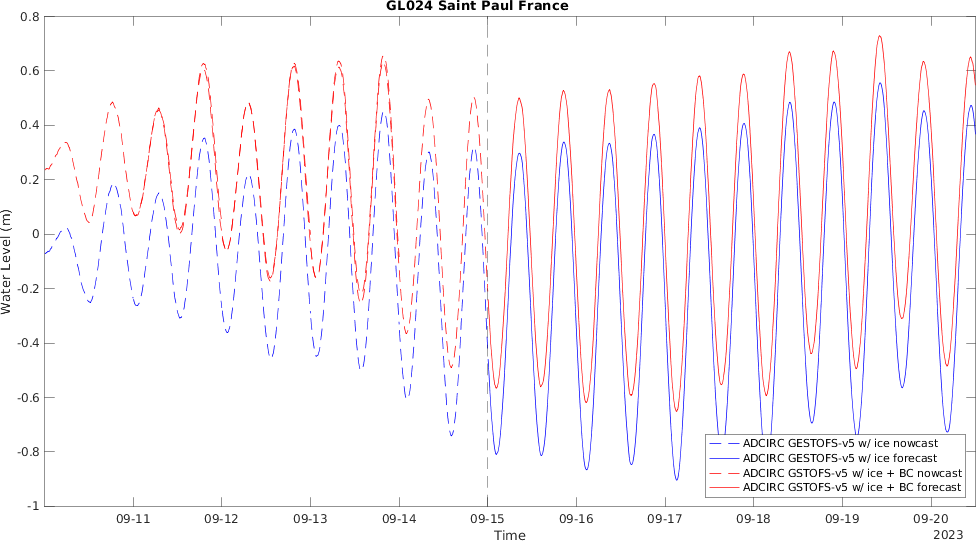 GL024 Saint Paul France
0.8
0.6
0.4
0.2
0
-0.2
-0.4
-0.6
-0.8
-1
Water Level (m)
ADCIRC GESTOFS-v5 w/ ice nowcast
ADCIRC GESTOFS-v5 w/ ice forecast
ADCIRC GSTOFS-v5 w/ ice + BC nowcast
ADCIRC GSTOFS-v5 w/ ice + BC forecast
09-11 09-12 09-13 09-14 09-15 09-16 09-17 09-18 09-19 09-20
Time
2023